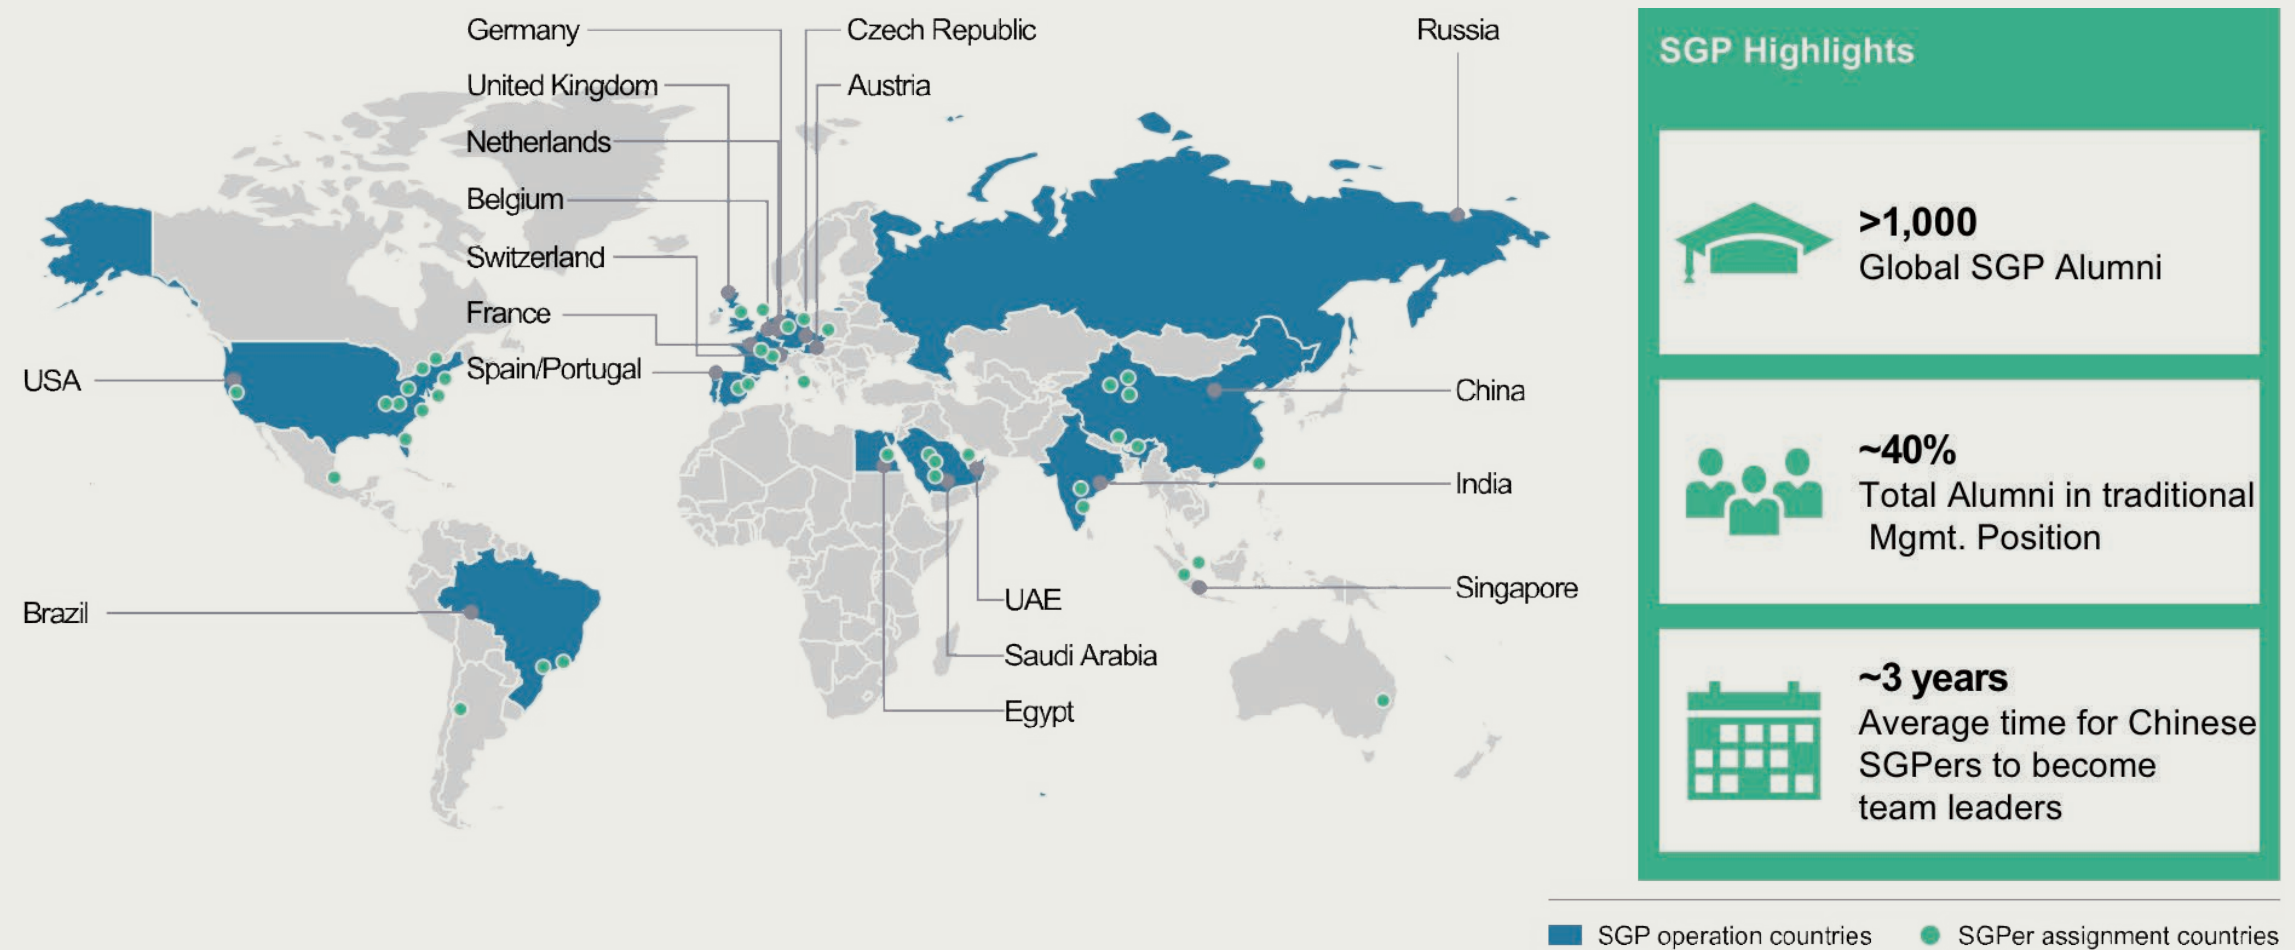 Germany
Czech Republic
Russia
United Kingdom
Austria
Netherlands
Belgium
Switzerland
France
Spain/Portugal
USA
China
India
Singapore
UAE
Brazil
Saudi Arabia
Egypt
SGP Highlights
>1,000
Global SGP Alumni
~40%
Total Alumni in traditional
Mgmt. Position
~3 years
Average time for Chinese
SGPers to become
team leaders
SGP operation countries
SGPer assignment countries